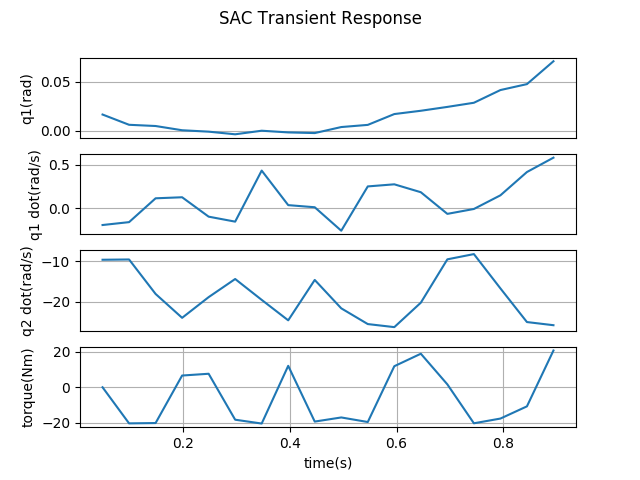 SAC Transient Response
0.05
0.00
q1(rad)
0.5
0.0
q1 dot(rad/s)
−10
−20
q2 dot(rad/s)
20
0
−20
torque(Nm)
0.2 0.4 0.6 0.8
time(s)